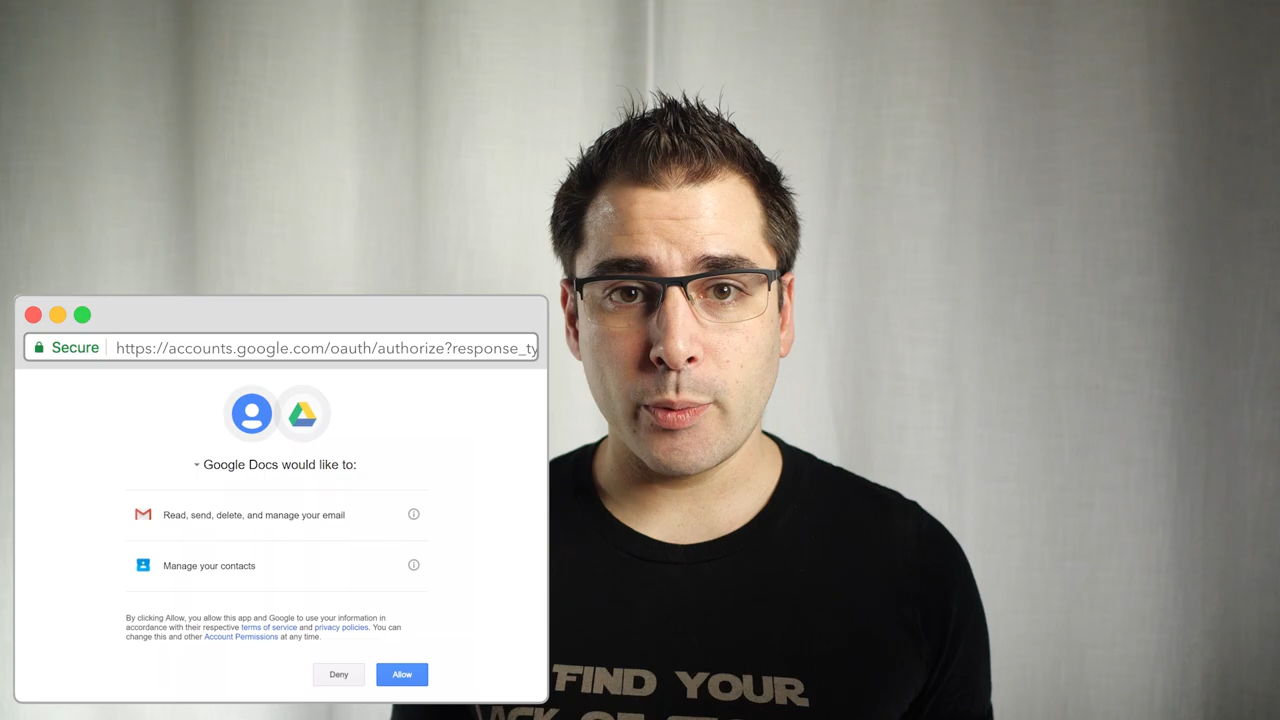 Secure
https://accounts.google.com/oauth/authorize?response_ty
Google Docs would like to:
Read, send, delete, and manage your email
Manage your contacts
By clicking Allow, you allow this app and Google to use your information in
accordance with their respective terms of service and privacy policies. You can
change this and other Account Permissions at any time.
Deny
Allow
FIND YOUR